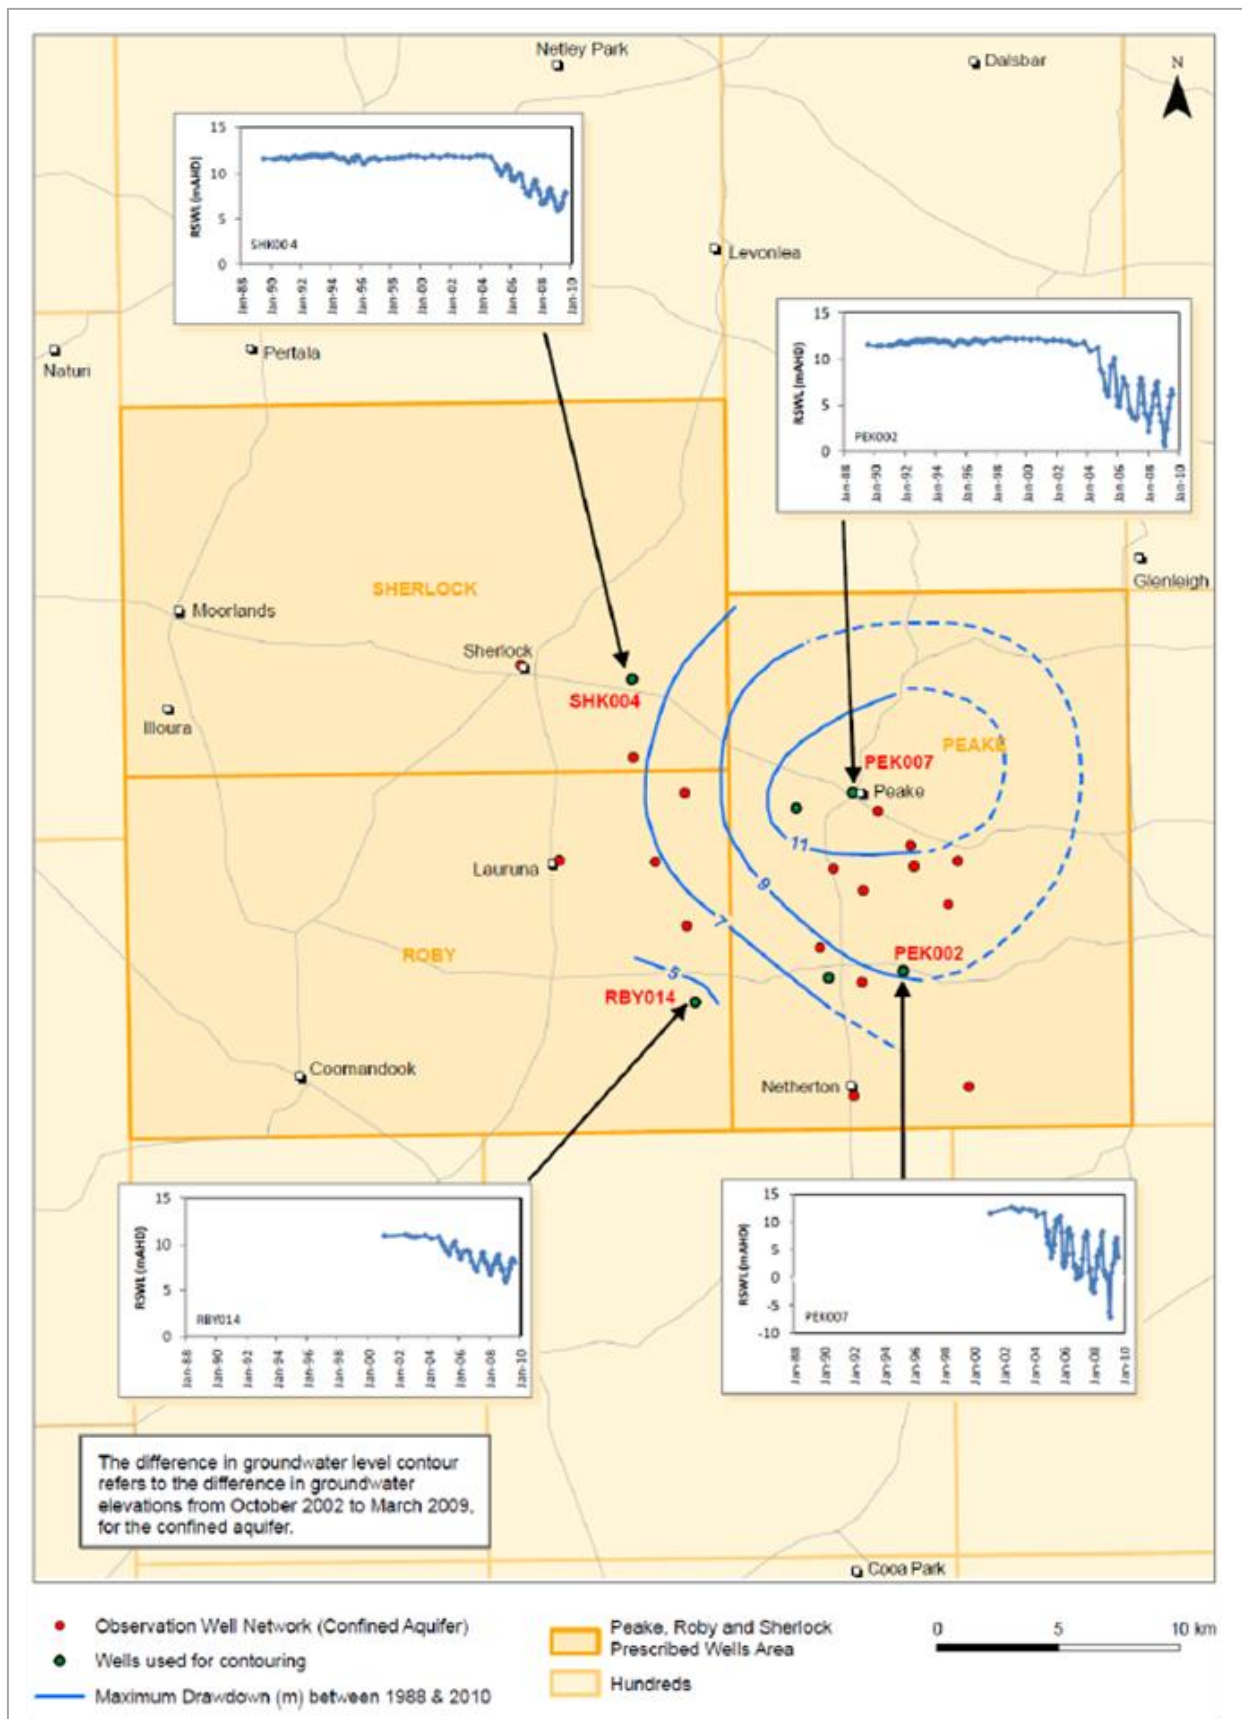 Netley Park
Dalsbar
N
15
10
5
0
RSWL (mAHD)
SHK004
Jan-88
Jan-90
Jan-92
Jan-94
Jan-96
Jan-98
Jan-00
Jan-02
Jan-04
Jan-06
Jan-08
Jan-10
Levonlea
15
10
5
0
RSWL (mAHD)
PEK002
Jan-88
Jan-90
Jan-92
Jan-94
Jan-96
Jan-98
Jan-00
Jan-02
Jan-04
Jan-06
Jan-08
Jan-10
Naturi
Pertala
Glenleigh
SHERLOCK
Moorlands
Sherlock
SHK004
Illoura
PEAKE
PEK007
Peake
11
9
7
5
Lauruna
ROBY
PEK002
RBY014
Coomandook
Netherton
15
10
5
0
RSWL (mAHD)
RBY014
Jan-88
Jan-90
Jan-92
Jan-94
Jan-96
Jan-98
Jan-00
Jan-02
Jan-04
Jan-06
Jan-08
Jan-10
15
10
5
0
-5
-10
RSWL (mAHD)
PEK007
Jan-88
Jan-90
Jan-92
Jan-94
Jan-96
Jan-98
Jan-00
Jan-02
Jan-04
Jan-06
Jan-08
Jan-10
The difference in groundwater level contour
refers to the difference in groundwater
elevations from October 2002 to March 2009,
for the confined aquifer.
Cooa Park
Observation Well Network (Confined Aquifer)
Wells used for contouring
Maximum Drawdown (m) between 1988 & 2010
Peake, Roby and Sherlock
Prescribed Wells Area
Hundreds
0 5 10 km